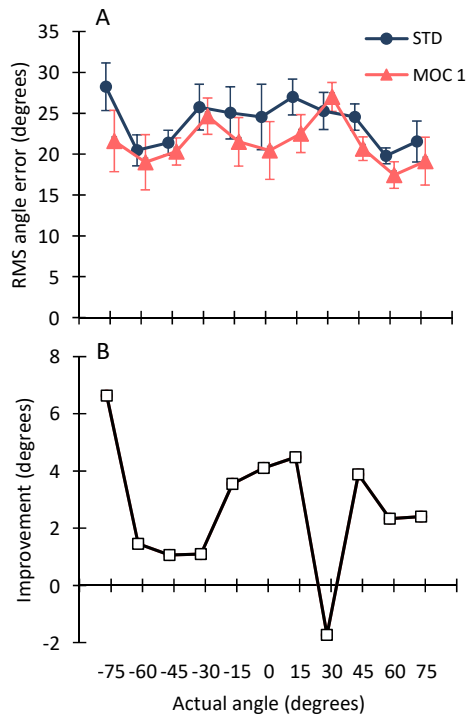 A
35
30
25
20
15
10
5
0
RMS angle error (degrees)
STD
MOC 1
B
8
6
4
2
0
-2
Improvement (degrees)
-75 -60 -45 -30 -15 0 15 30 45 60 75
Actual angle (degrees)